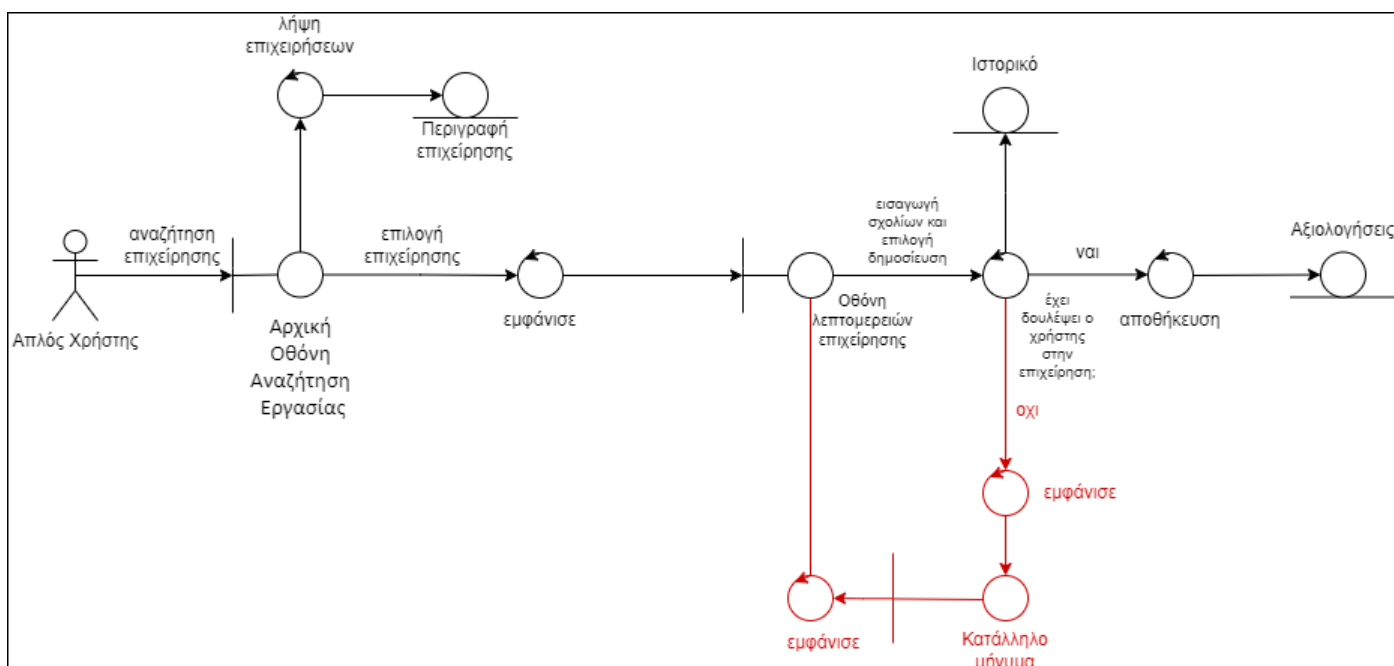 λήψη
επιχειρήσεων
Ιστορικό
Περιγραφή
επιχείρησης
αναζήτηση
επιχείρησης
επιλογή
επιχείρησης
εισαγωγή
σχολίων και
επιλογή
δημοσίευση
ναι
Αξιολογήσεις
Απλός Χρήστης
Αρχική
Οθόνη
Αναζήτηση
Εργασίας
εμφάνισε
Οθόνη
λεπτομερειών
επιχείρησης
έχει
δουλέψει ο
χρήστης
στην
επιχείρηση;
αποθήκευση
οχι
εμφάνισε
εμφάνισε
Κατάλληλο
μήνυμα